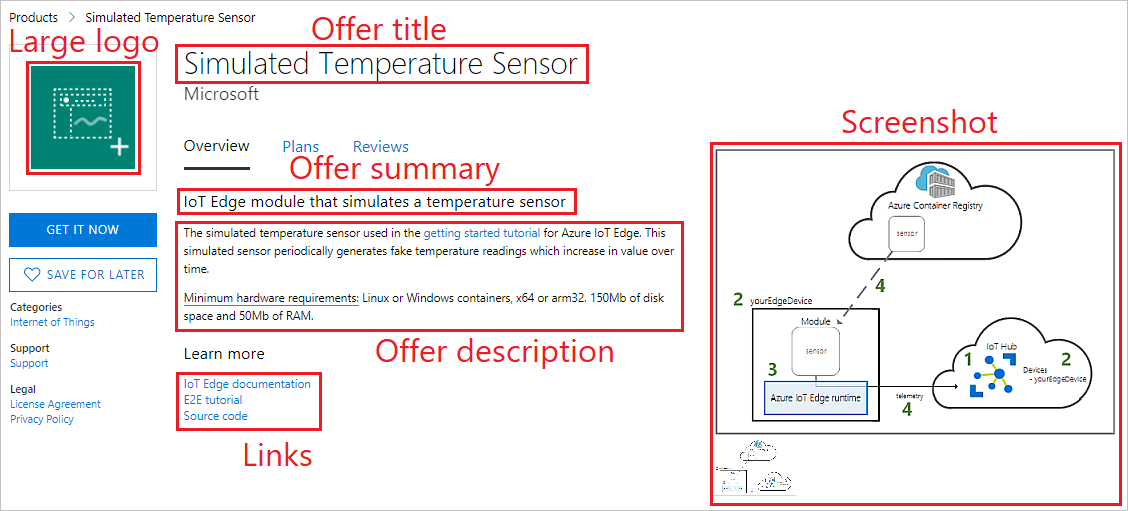 Products > Simulated Temperature Sensor
Large logo
Offer title
Simulated Temperature Sensor
Microsoft
Overview
Plans
Reviews
Offer summary
IoT Edge module that simulates a temperature sensor
The simulated temperature sensor used in the getting started tutorial for Azure IoT Edge. This
simulated sensor periodically generates fake temperature readings which increase in value over
time.
Minimum hardware requirements: Linux or Windows containers, x64 or arm32. 150Mb of disk
space and 50Mb of RAM.
Offer description
Learn more
IoT Edge documentation
E2E tutorial
Source code
Links
GET IT NOW
SAVE FOR LATER
Categories
Internet of Things
Support
Support
Legal
License Agreement
Privacy Policy
Screenshot
Azure Container Registry
sensor
4
2 yourEdgeDevice
Module
sensor
3
Azure IoT Edge runtime
IoT Hub
1
2
Devices
- yourEdgeDevice
telemetry
4